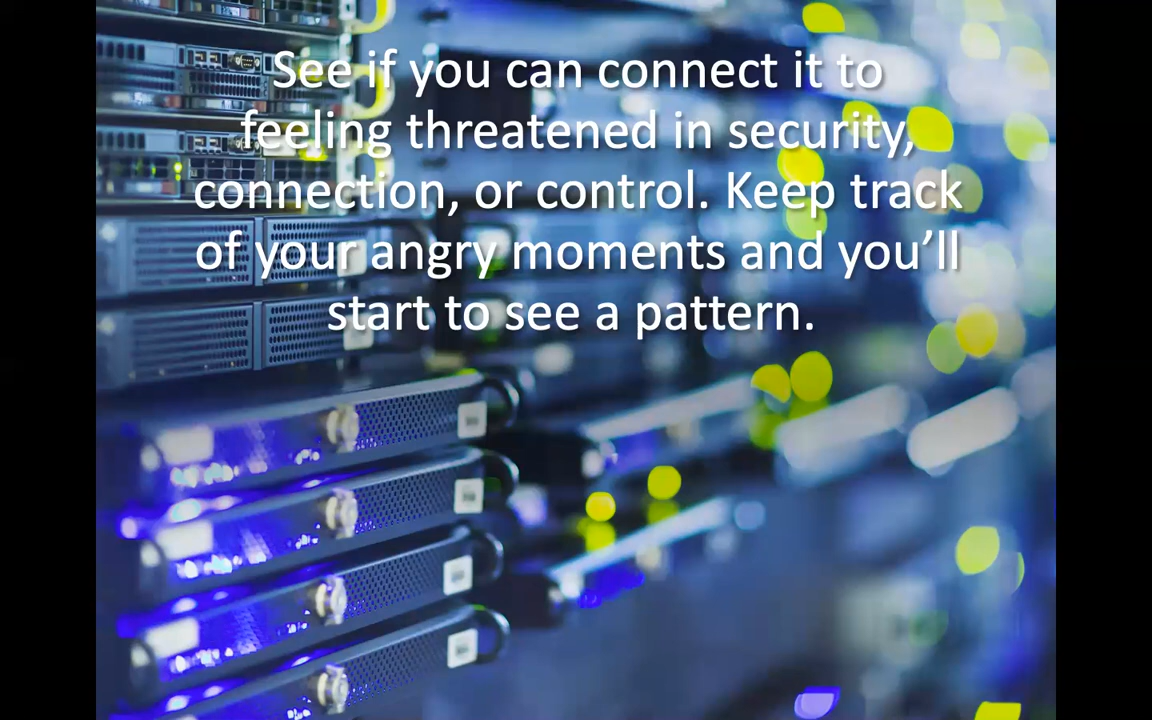 See if you can connect it to
feeling threatened in security,
connection, or control. Keep track
of your angry moments and you’ll
start to see a pattern.